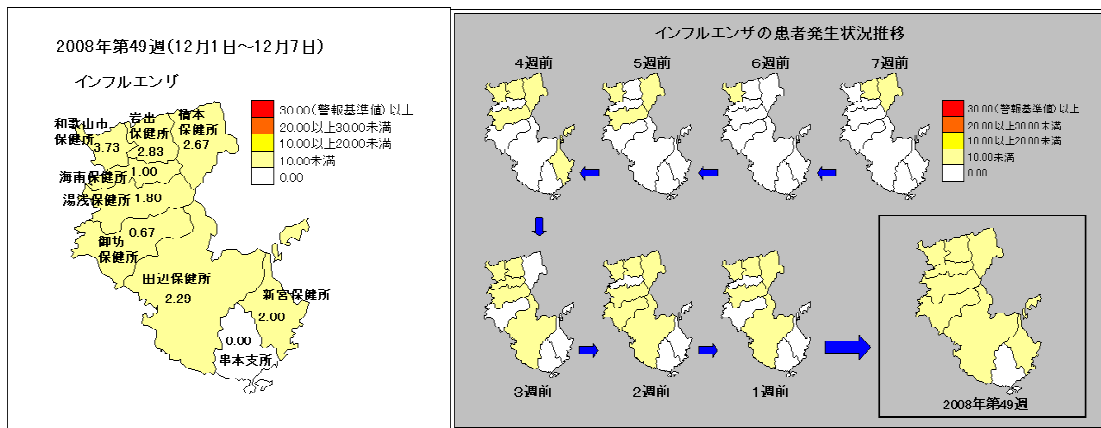 2008年第49週(12月1日～12月7日)
インフルエンザ
30.00(警報基準値)以上
20.00以上30.00未満
10.00以上20.00未満
10.00未満
0.00
和歌山市
保健所
3.73
岩出
保健所
2.83
橋本
保健所
2.67
海南保健所
1.00
湯浅保健所
1.80
御坊
保健所
0.67
田辺保健所
2.29
新宮保健所
2.00
0.00
串本支所
インフルエンザの患者発生状況推移
4週前
5週前
6週前
7週前
30.00(警報基準値)以上
20.00以上30.00未満
10.00以上20.00未満
10.00未満
0.00
3週前
2週前
1週前
2008年第49週